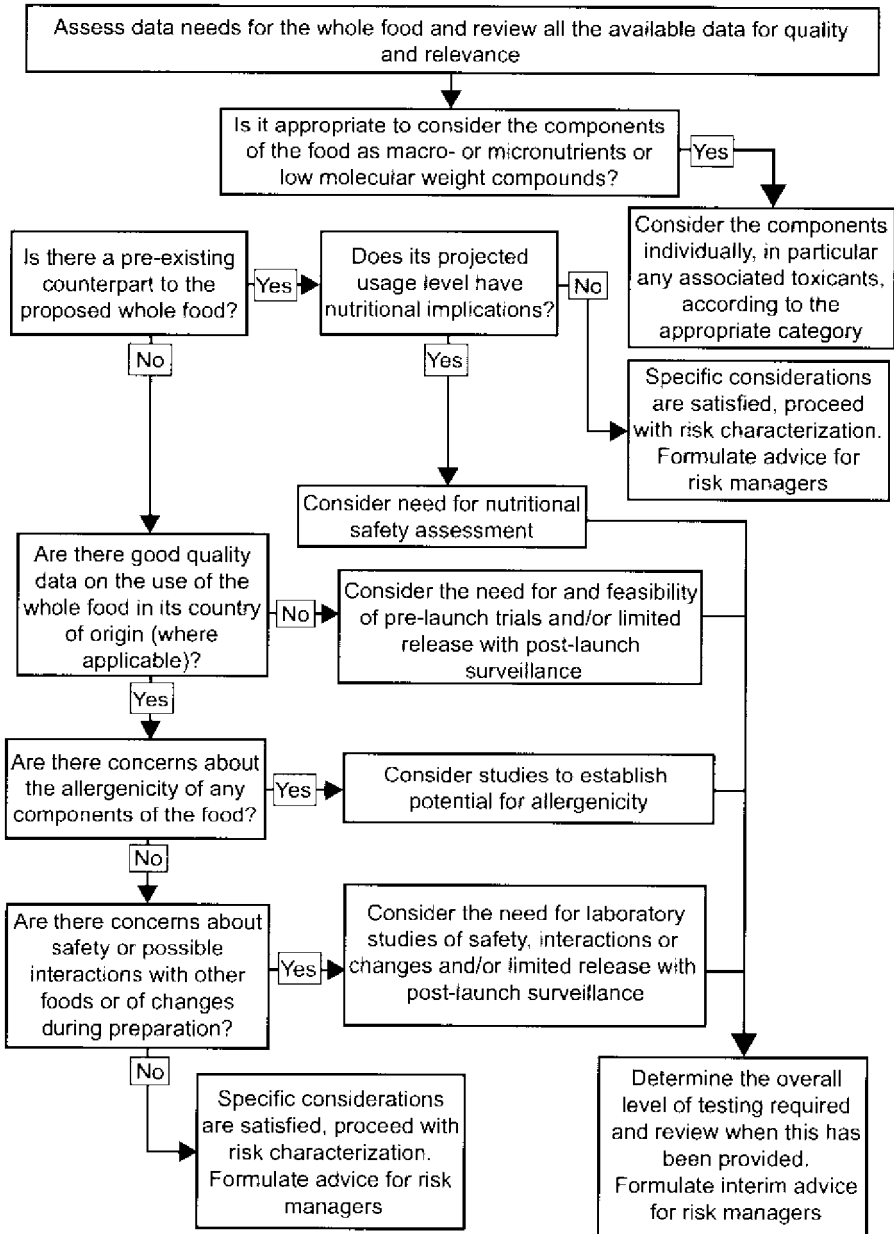 Assess data needs for the whole food and review all the available data for quality
and relevance
Is it appropriate to consider the components
of the food as macro- or micronutrients or
low molecular weight compounds?
Yes
Consider the components
individually, in particular
any associated toxicants,
according to the
appropriate category
Is there a pre-existing
counterpart to the
proposed whole food?
Yes
Does its projected
usage level have
nutritional implications?
No
No
Yes
Specific considerations
are satisfied, proceed
with risk characterization.
Formulate advice for
risk managers
Consider need for nutritional
safety assessment
Are there good quality
data on the use of the
whole food in its country
of origin (where
applicable)?
No
Consider the need for and feasibility
of pre-launch trials and/or limited
release with post-launch
surveillance
Yes
Are there concerns about
the allergenicity of any
components of the food?
Yes
Consider studies to establish
potential for allergenicity
No
Are there concerns about
safety or possible
interactions with other
foods or of changes
during preparation?
Yes
Consider the need for laboratory
studies of safety, interactions or
changes and/or limited release with
post-launch surveillance
No
Specific considerations
are satisfied, proceed with
risk characterization.
Formulate advice for risk
managers
Determine the overall
level of testing required
and review when this has
been provided.
Formulate interim advice
for risk managers